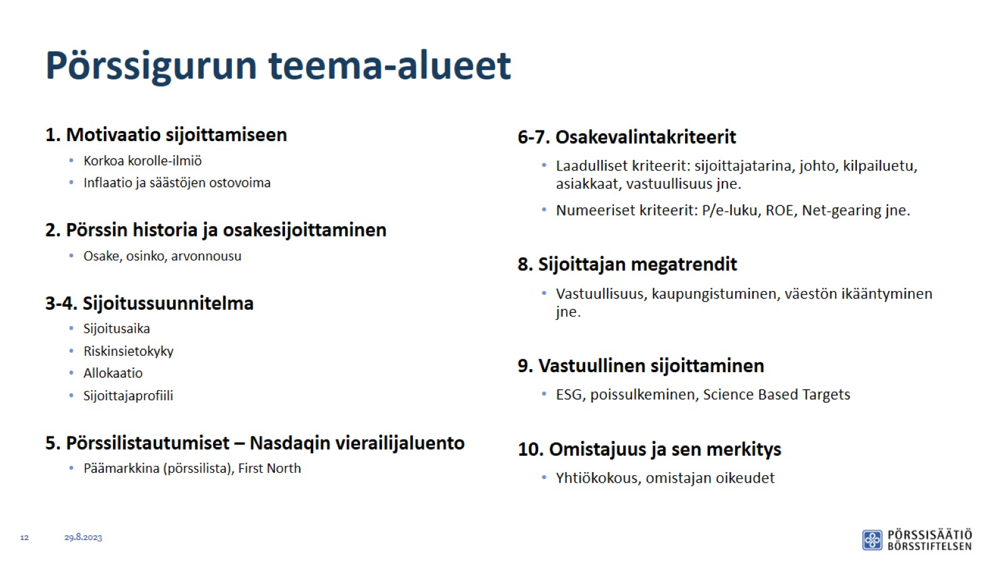 Pörssigurun teema-alueet
1. Motivaatio sijoittamiseen
• Korkoa korolle-ilmiö
• Inflaatio ja säästöjen ostovoima
2. Pörssin historia ja osakesijoittaminen
• Osake, osinko, arvonnousu
3-4. Sijoitussuunnitelma
• Sijoitusaika
• Riskinsietokyky
• Allokaatio
• Sijoittajaprofiili
5. Pörssilistautumiset – Nasdaqin vierailijaluento
• Päämarkkina (pörssilista), First North
6-7. Osakevalintakriteerit
• Laadulliset kriteerit: sijoittajatarina, johto, kilpailuetu,
asiakkaat, vastuullisuus jne.
• Numeeriset kriteerit: P/e-luku, ROE, Net-gearing jne.
8. Sijoittajan megatrendit
• Vastuullisuus, kaupungistuminen, väestön ikääntyminen
jne.
9. Vastuullinen sijoittaminen
• ESG, poissulkeminen, Science Based Targets
10. Omistajuus ja sen merkitys
• Yhtiökokous, omistajan oikeudet
12 29.8.2023
PÖRSSISÄÄTIÖ
BÖRSSTIFTELSEN